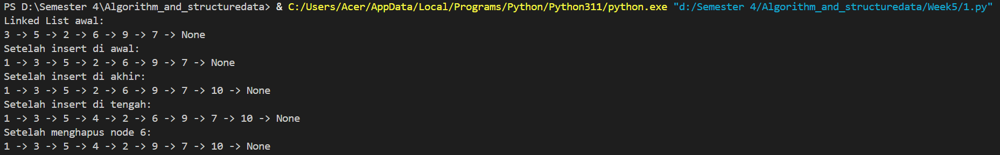 PS D:\Semester 4\Algorithm_and_structuredata> & C:/Users/Acer/AppData/Local/Programs/Python/Python311/python.exe "d:/Semester 4/Algorithm_and_structuredata/Week5/1.py"
Linked List awal:
3 -> 5 -> 2 -> 6 -> 9 -> 7 -> None
Setelah insert di awal:
1 -> 3 -> 5 -> 2 -> 6 -> 9 -> 7 -> None
Setelah insert di akhir:
1 -> 3 -> 5 -> 2 -> 6 -> 9 -> 7 -> 10 -> None
Setelah insert di tengah:
1 -> 3 -> 5 -> 4 -> 2 -> 6 -> 9 -> 7 -> 10 -> None
Setelah menghapus node 6:
1 -> 3 -> 5 -> 4 -> 2 -> 9 -> 7 -> 10 -> None